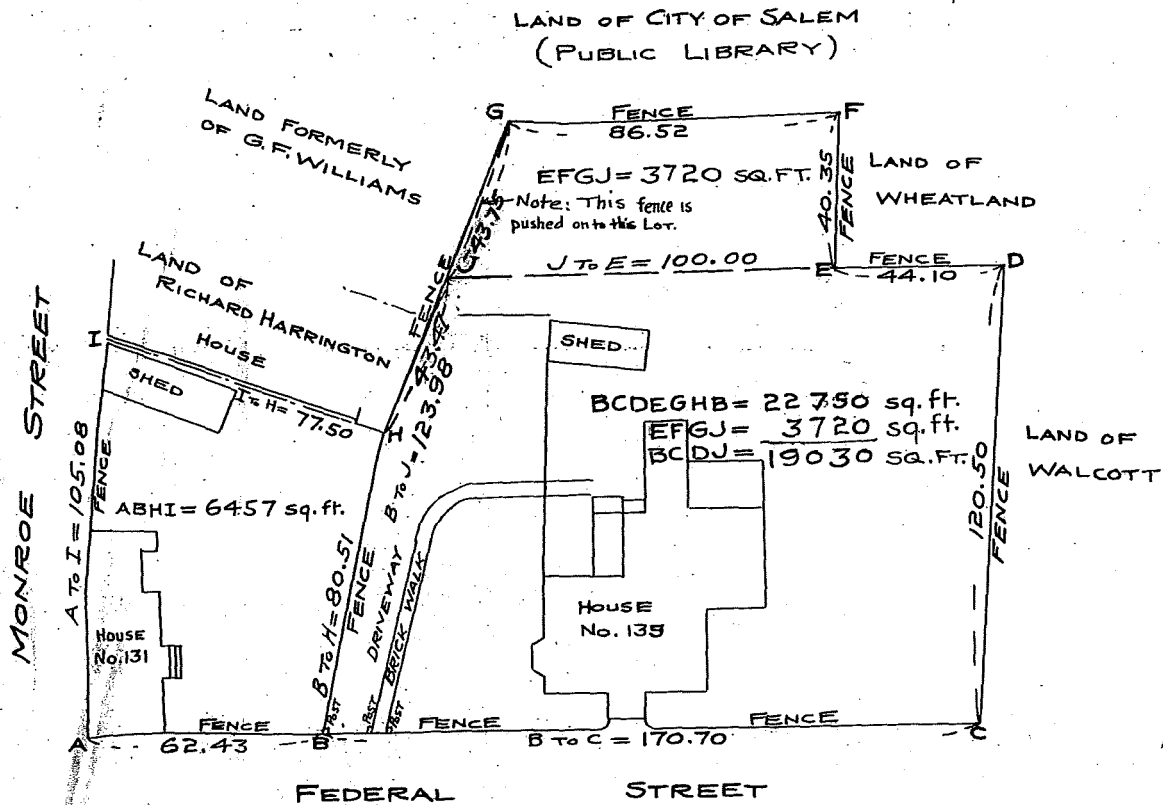 LAND OF CITY OF SALEM
(PUBLIC LIBRARY)
LAND FORMERLY
OF G.F. WILLIAMS
G
FENCE
86.52
F
EFGJ = 3720 SQ.FT.
Note: This fence is
pushed on to this Lot.
43.75
40.35
FENCE
LAND OF
WHEATLAND
J TO E = 100.00
E
FENCE
44.10
D
LAND OF
RICHARD HARRINGTON
HOUSE
FENCE
43.47
I
SHED
I TO H = 77.50
H
SHED
BCDEGHB = 22750 sq.ft.
EFGJ = 3720 sq.ft.
BCDJ = 19030 SQ.FT.
LAND OF
WALCOTT
120.50
FENCE
MONROE STREET
A TO I = 105.08
FENCE
ABHI = 6457 sq.ft.
B TO H = 80.51
FENCE
DRIVEWAY
B TO J = 123.98
BRICK WALK
HOUSE
No. 131
HOUSE
No. 135
POST
POST
POST
A
FENCE
62.43
B
FENCE
B TO C = 170.70
FENCE
C
FEDERAL STREET